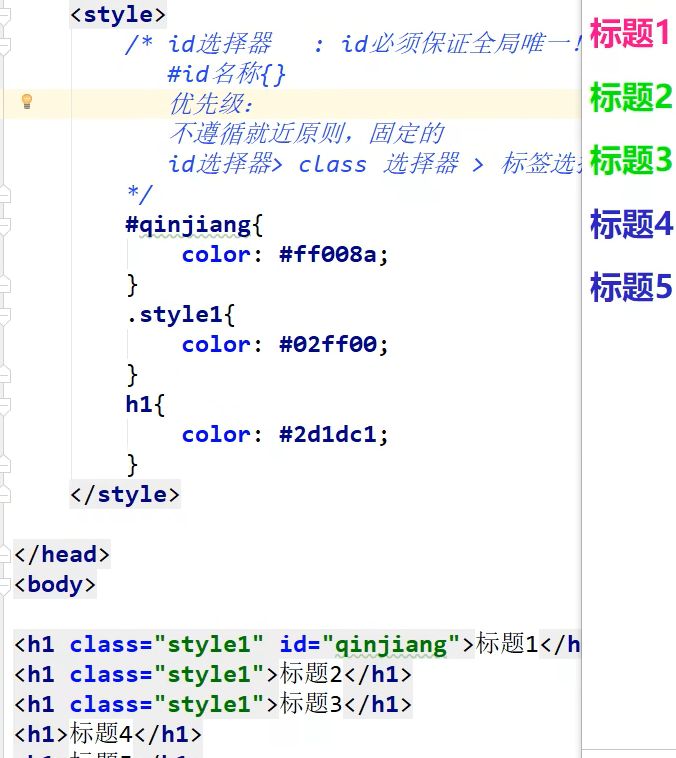 <style>
/* id选择器 : id必须保证全局唯一!
#id名称{}
优先级:
不遵循就近原则，固定的
id选择器> class 选择器 > 标签选
*/
#qinjiang{
color: #ff008a;
}
.style1{
color: #02ff00;
}
h1{
color: #2d1dc1;
}
</style>
</head>
<body>
<h1 class="style1" id="qinjiang">标题1</h
<h1 class="style1">标题2</h1>
<h1 class="style1">标题3</h1>
<h1>标题4</h1>
标题1
标题2
标题3
标题4
标题5